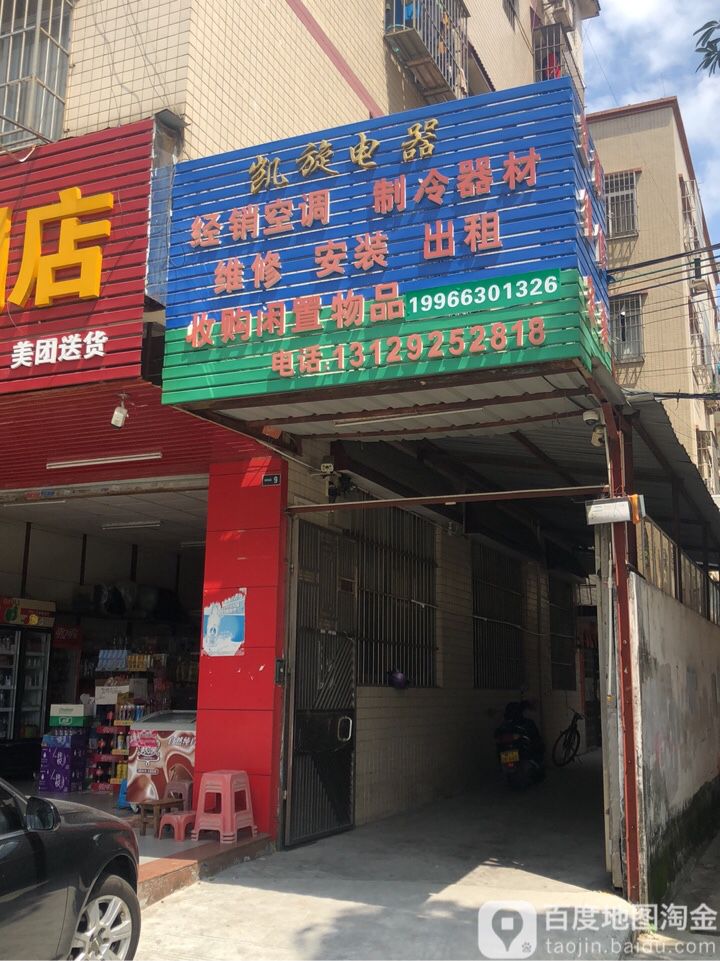 凯旋电器
经销空调 制冷器材
维修 安装 出租
收购闲置物品 19966301326
电话:13129252818
店
美团送货
9
百度地图淘金
taojin.baidu.com